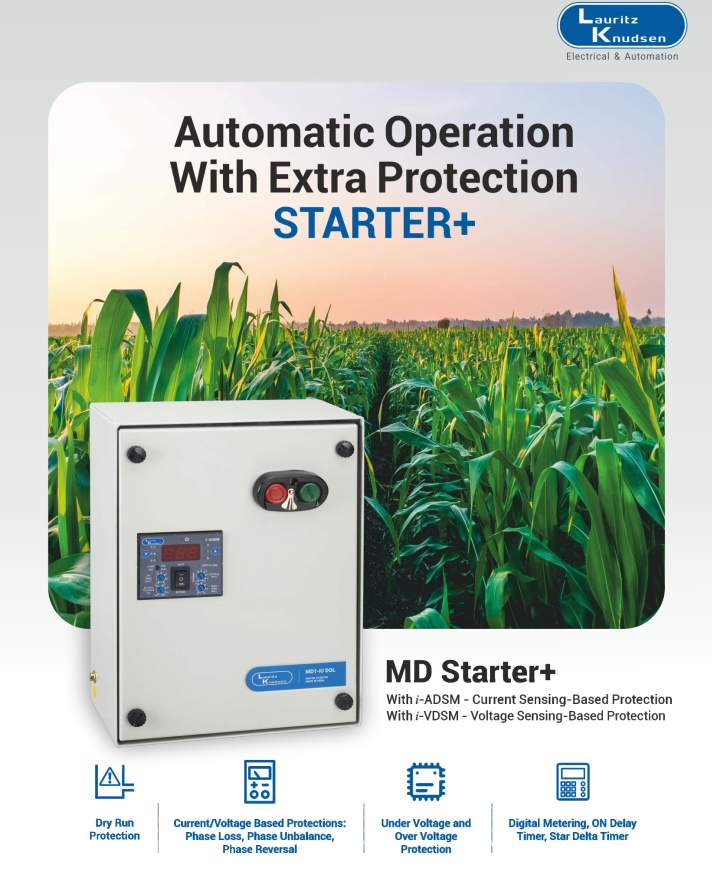 Lauritz
Knudsen
Electrical & Automation
Automatic Operation
With Extra Protection
STARTER+
Lauritz
Knudsen
MD1-IU DOL
MD Starter+
With i-ADSM - Current Sensing-Based Protection
With i-VDSM - Voltage Sensing-Based Protection
Dry Run
Protection
Current/Voltage Based Protections:
Phase Loss, Phase Unbalance,
Phase Reversal
Under Voltage and
Over Voltage
Protection
Digital Metering, ON Delay
Timer, Star Delta Timer